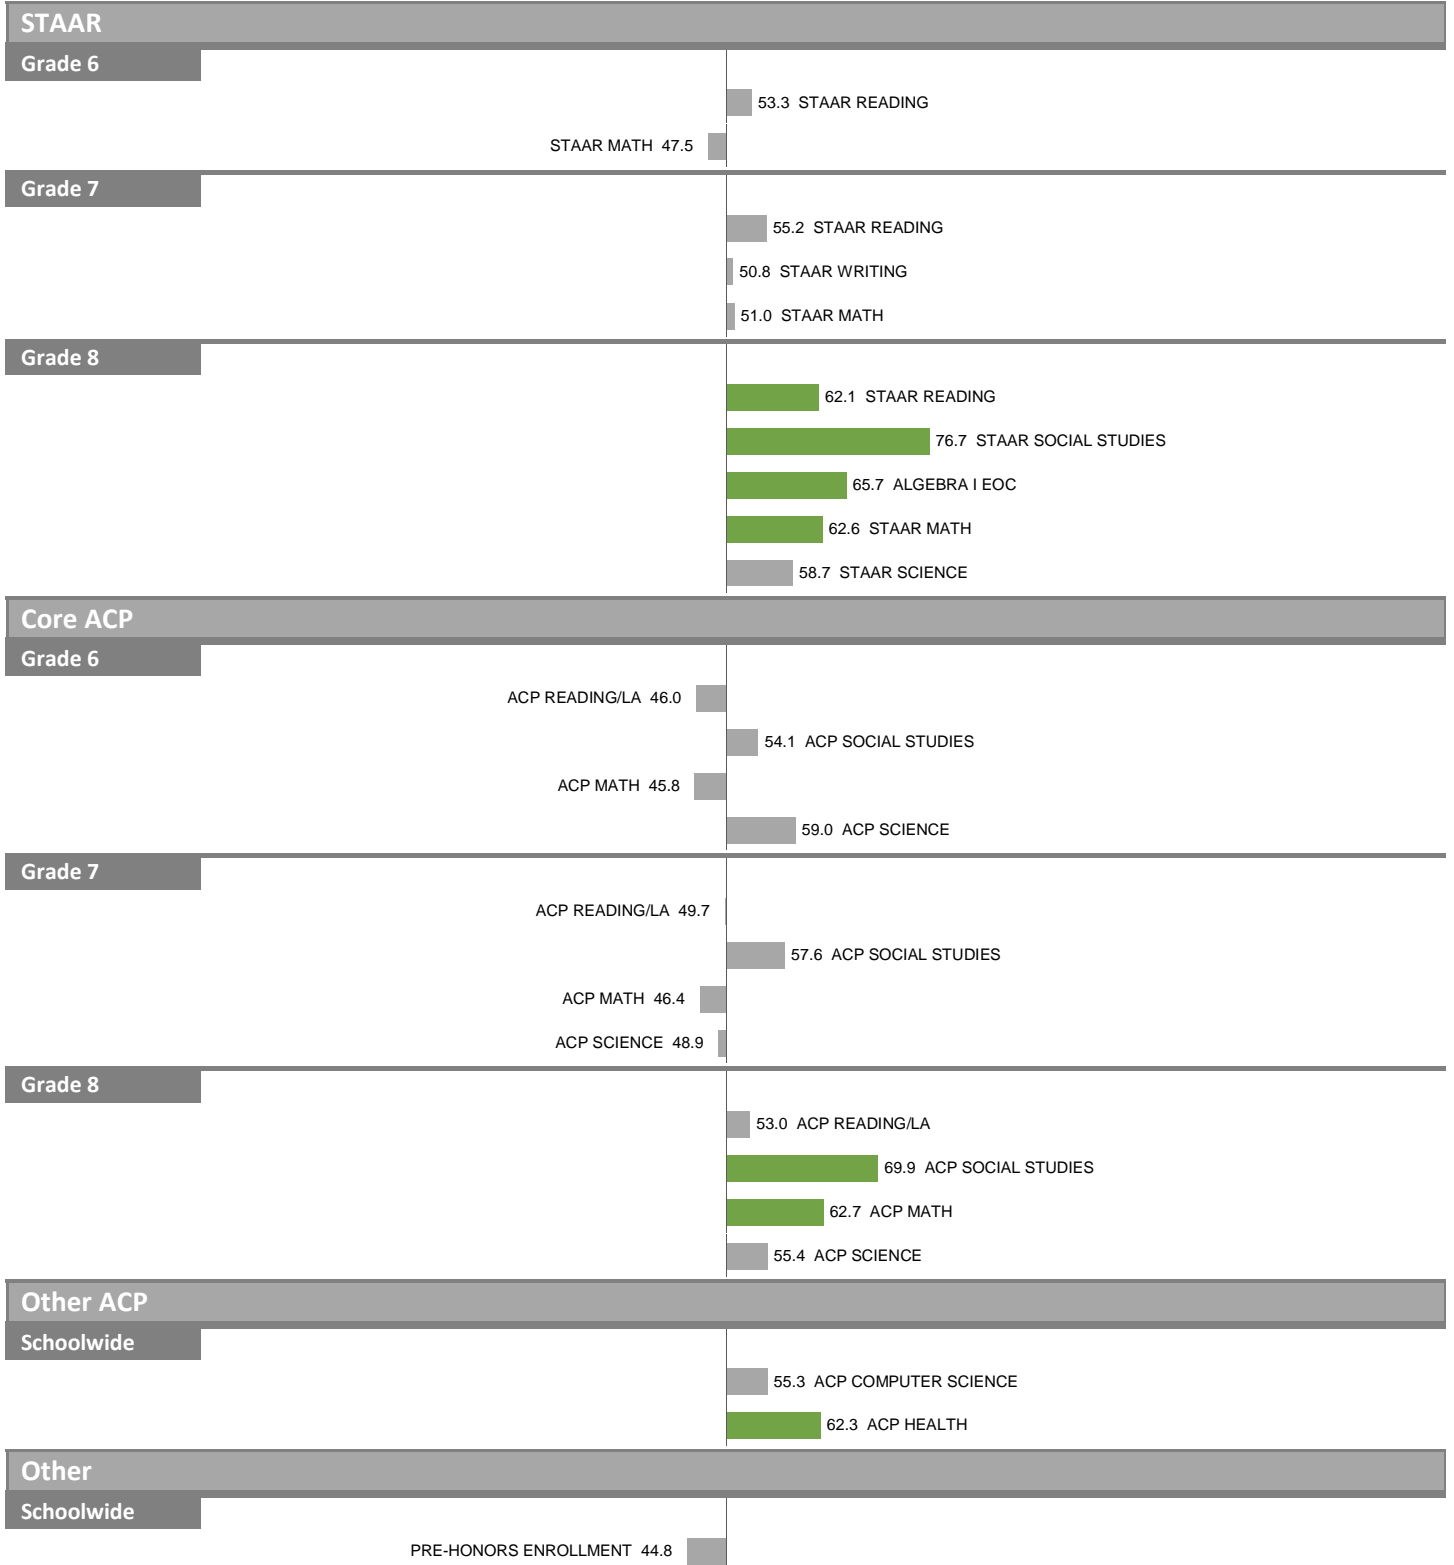 STAAR
Grade 6
53.3 STAAR READING
STAAR MATH 47.5
Grade 7
55.2 STAAR READING
50.8 STAAR WRITING
51.0 STAAR MATH
Grade 8
62.1 STAAR READING
76.7 STAAR SOCIAL STUDIES
65.7 ALGEBRA I EOC
62.6 STAAR MATH
58.7 STAAR SCIENCE
Core ACP
Grade 6
ACP READING/LA 46.0
54.1 ACP SOCIAL STUDIES
ACP MATH 45.8
59.0 ACP SCIENCE
Grade 7
ACP READING/LA 49.7
57.6 ACP SOCIAL STUDIES
ACP MATH 46.4
ACP SCIENCE 48.9
Grade 8
53.0 ACP READING/LA
69.9 ACP SOCIAL STUDIES
62.7 ACP MATH
55.4 ACP SCIENCE
Other ACP
Schoolwide
55.3 ACP COMPUTER SCIENCE
62.3 ACP HEALTH
Other
Schoolwide
PRE-HONORS ENROLLMENT 44.8